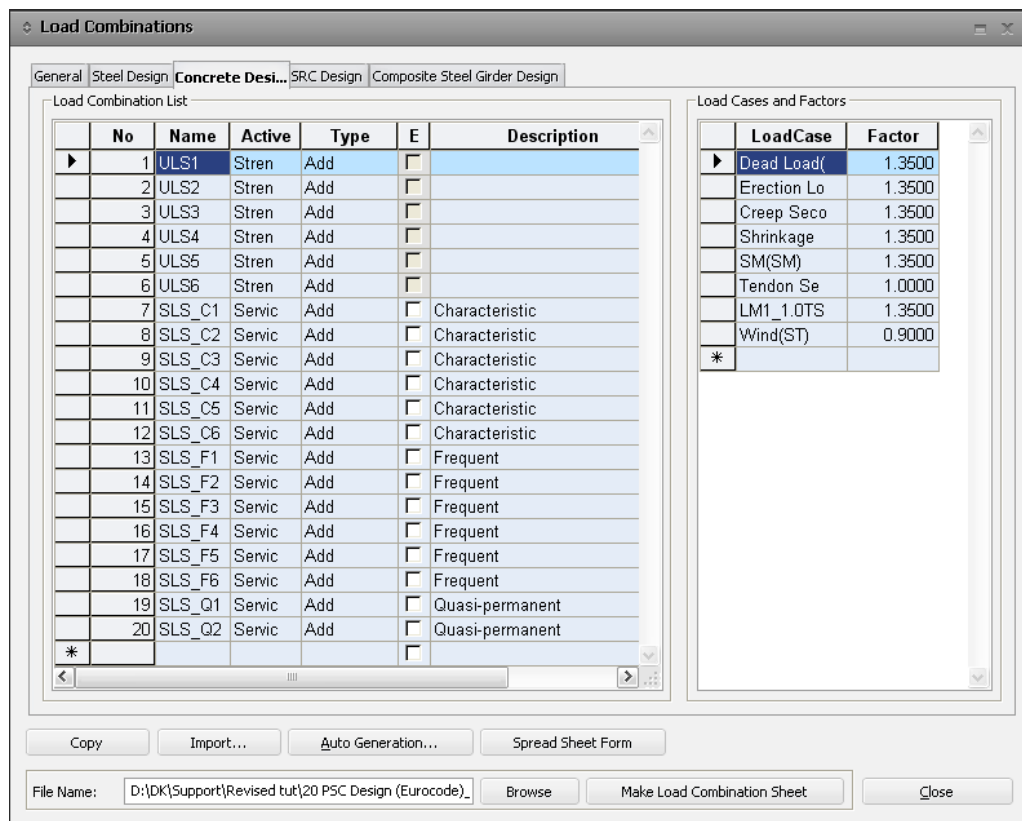 Load Combinations
General Steel Design Concrete Desi... SRC Design Composite Steel Girder Design
Load Combination List
No Name Active Type E Description
1 ULS1 Stren Add
2 ULS2 Stren Add
3 ULS3 Stren Add
4 ULS4 Stren Add
5 ULS5 Stren Add
6 ULS6 Stren Add
7 SLS_C1 Servic Add Characteristic
8 SLS_C2 Servic Add Characteristic
9 SLS_C3 Servic Add Characteristic
10 SLS_C4 Servic Add Characteristic
11 SLS_C5 Servic Add Characteristic
12 SLS_C6 Servic Add Characteristic
13 SLS_F1 Servic Add Frequent
14 SLS_F2 Servic Add Frequent
15 SLS_F3 Servic Add Frequent
16 SLS_F4 Servic Add Frequent
17 SLS_F5 Servic Add Frequent
18 SLS_F6 Servic Add Frequent
19 SLS_Q1 Servic Add Quasi-permanent
20 SLS_Q2 Servic Add Quasi-permanent
*
Load Cases and Factors
LoadCase Factor
Dead Load( 1.3500
Erection Lo 1.3500
Creep Seco 1.3500
Shrinkage 1.3500
SM(SM) 1.3500
Tendon Se 1.0000
LM1_1.0TS 1.3500
Wind(ST) 0.9000
*
Copy Import... Auto Generation... Spread Sheet Form
File Name: D:\DK\Support\Revised tut\20 PSC Design (Eurocode)_ Browse Make Load Combination Sheet Close